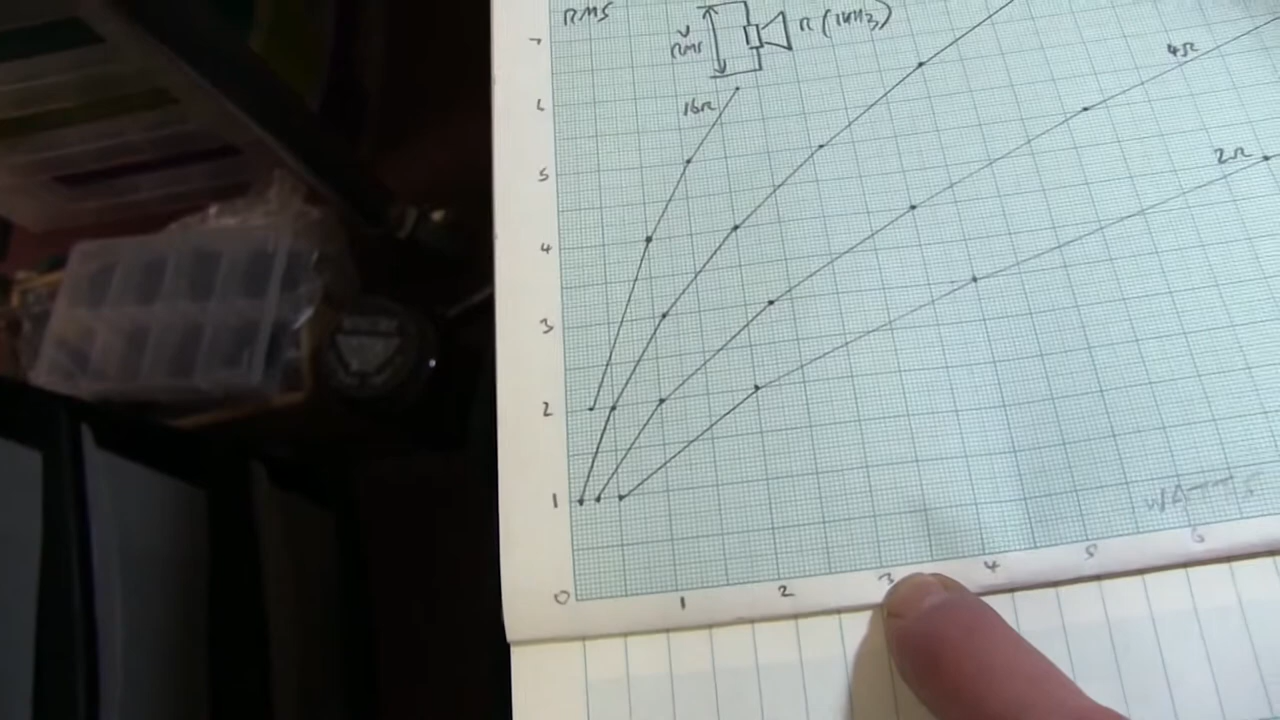 RMS
V
rms
R (1kHz)
7
6
5
4
3
2
1
0
16Ω
4Ω
2Ω
1 2 3 4 5 6
WATTS